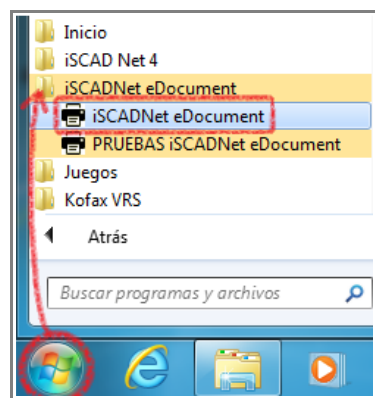 Inicio
iSCAD Net 4
iSCADNet eDocument
iSCADNet eDocument
PRUEBAS iSCADNet eDocument
Juegos
Kofax VRS
Atrás
Buscar programas y archivos